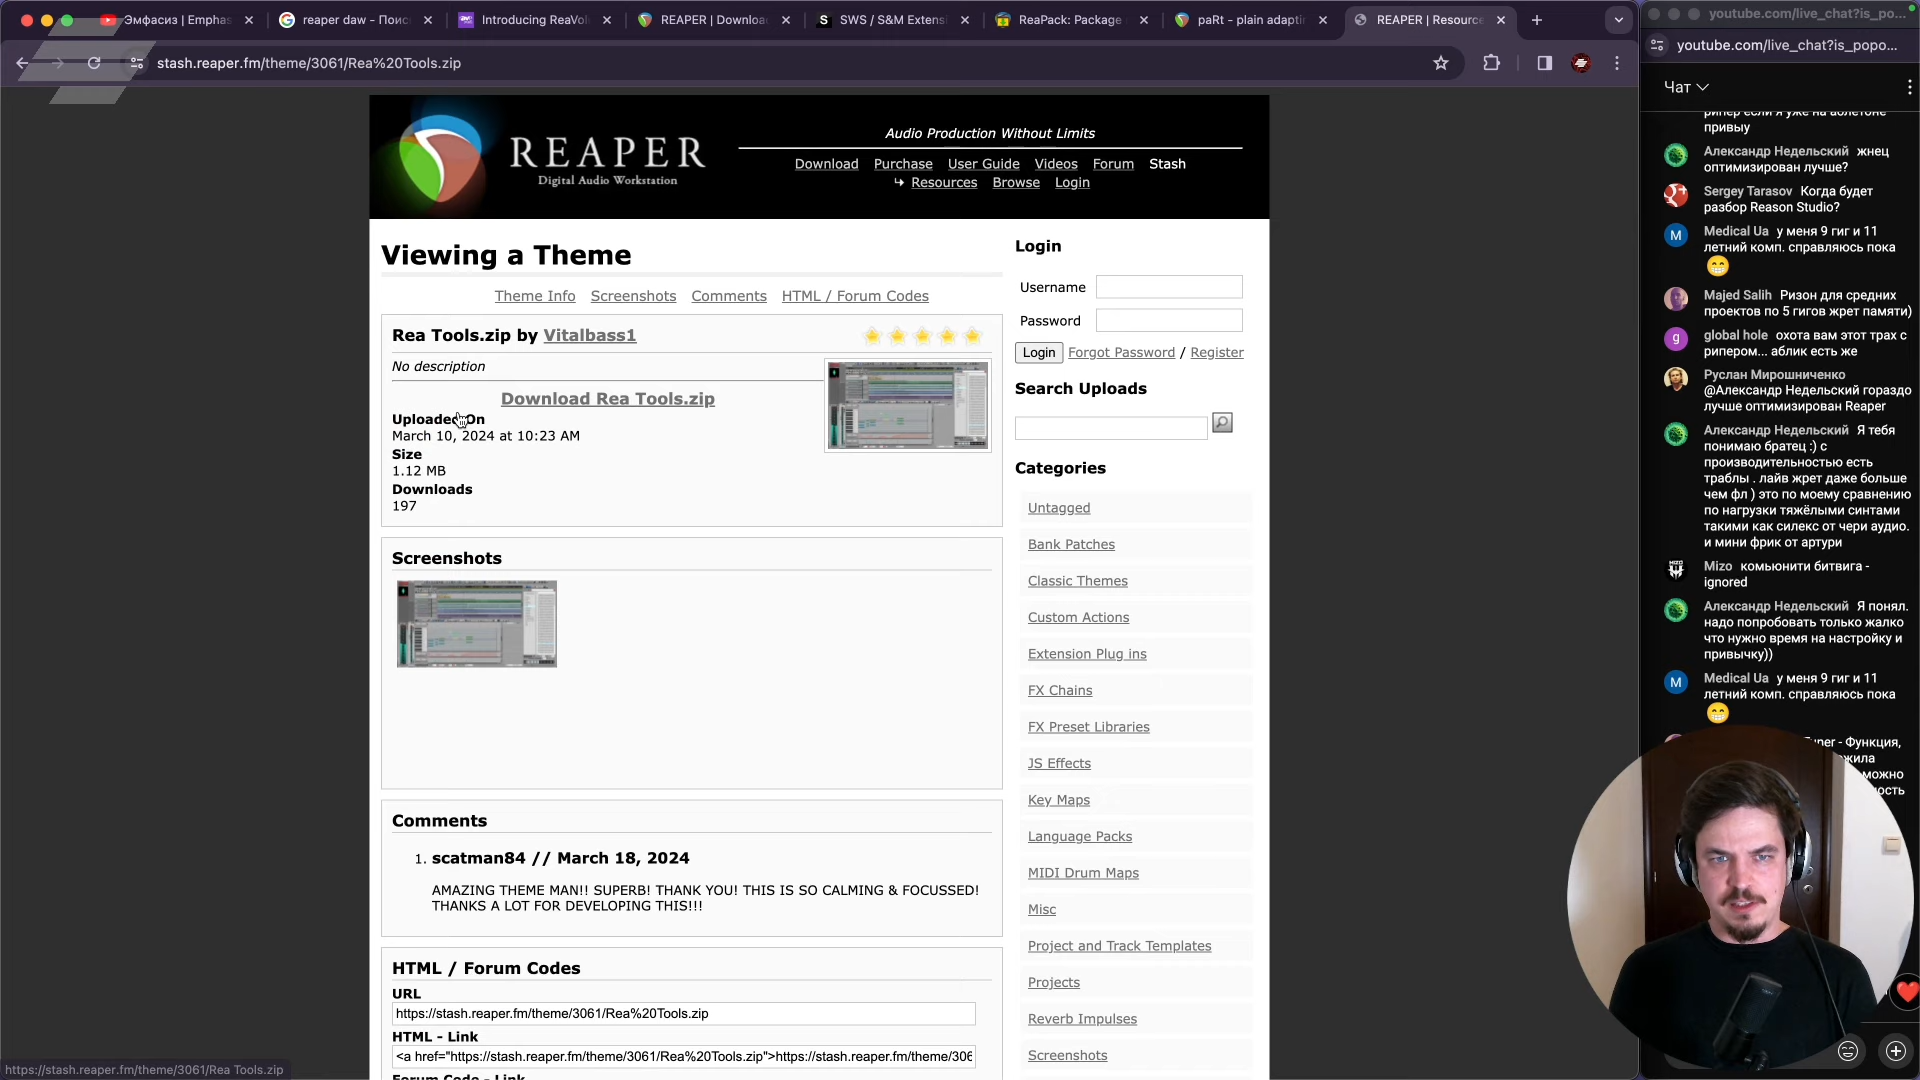 Эмфасиз | Emphas
reaper daw - Поис
Introducing ReaVol
REAPER | Downloa
SWS / S&M Extensi
ReaPack: Package
paRt - plain adaptin
REAPER | Resource
stash.reaper.fm/theme/3061/Rea%20Tools.zip
REAPER
Digital Audio Workstation
Audio Production Without Limits
Download Purchase User Guide Videos Forum Stash
↳ Resources Browse Login
Viewing a Theme
Theme Info Screenshots Comments HTML / Forum Codes
Rea Tools.zip by Vitalbass1
No description
Download Rea Tools.zip
Uploaded On
March 10, 2024 at 10:23 AM
Size
1.12 MB
Downloads
197
Screenshots
Comments
1. scatman84 // March 18, 2024
AMAZING THEME MAN!! SUPERB! THANK YOU! THIS IS SO CALMING & FOCUSSED!
THANKS A LOT FOR DEVELOPING THIS!!!
HTML / Forum Codes
URL
https://stash.reaper.fm/theme/3061/Rea%20Tools.zip
HTML - Link
<a href="https://stash.reaper.fm/theme/3061/Rea%20Tools.zip">https://stash.reaper.fm/theme/306
Forum Code - Link
Login
Username
Password
Login Forgot Password / Register
Search Uploads
Categories
Untagged
Bank Patches
Classic Themes
Custom Actions
Extension Plug ins
FX Chains
FX Preset Libraries
JS Effects
Key Maps
Language Packs
MIDI Drum Maps
Misc
Project and Track Templates
Projects
Reverb Impulses
Screenshots
https://stash.reaper.fm/theme/3061/Rea Tools.zip
youtube.com/live_chat?is_po...
youtube.com/live_chat?is_popo...
Чат
рипер если я уже на аблетоне
привыу
Александр Недельский жнец
оптимизирован лучше?
Sergey Tarasov Когда будет
разбор Reason Studio?
M
Medical Ua у меня 9 гиг и 11
летний комп. справляюсь пока
Majed Salih Ризон для средних
проектов по 5 гигов жрет памяти)
g
global hole охота вам этот трах с
рипером... аблик есть же
Руслан Мирошниченко
@Александр Недельский гораздо
лучше оптимизирован Reaper
Александр Недельский Я тебя
понимаю братец :) с
производительностью есть
траблы . лайв жрет даже больше
чем фл ) это по моему сравнению
по нагрузки тяжёлыми синтами
такими как силекс от чери аудио.
и мини фрик от артури
MIZO
Mizo комьюнити битвига -
ignored
Александр Недельский Я понял.
надо попробовать только жалко
что нужно время на настройку и
привычку))
M
Medical Ua у меня 9 гиг и 11
летний комп. справляюсь пока
- Функция,
можно